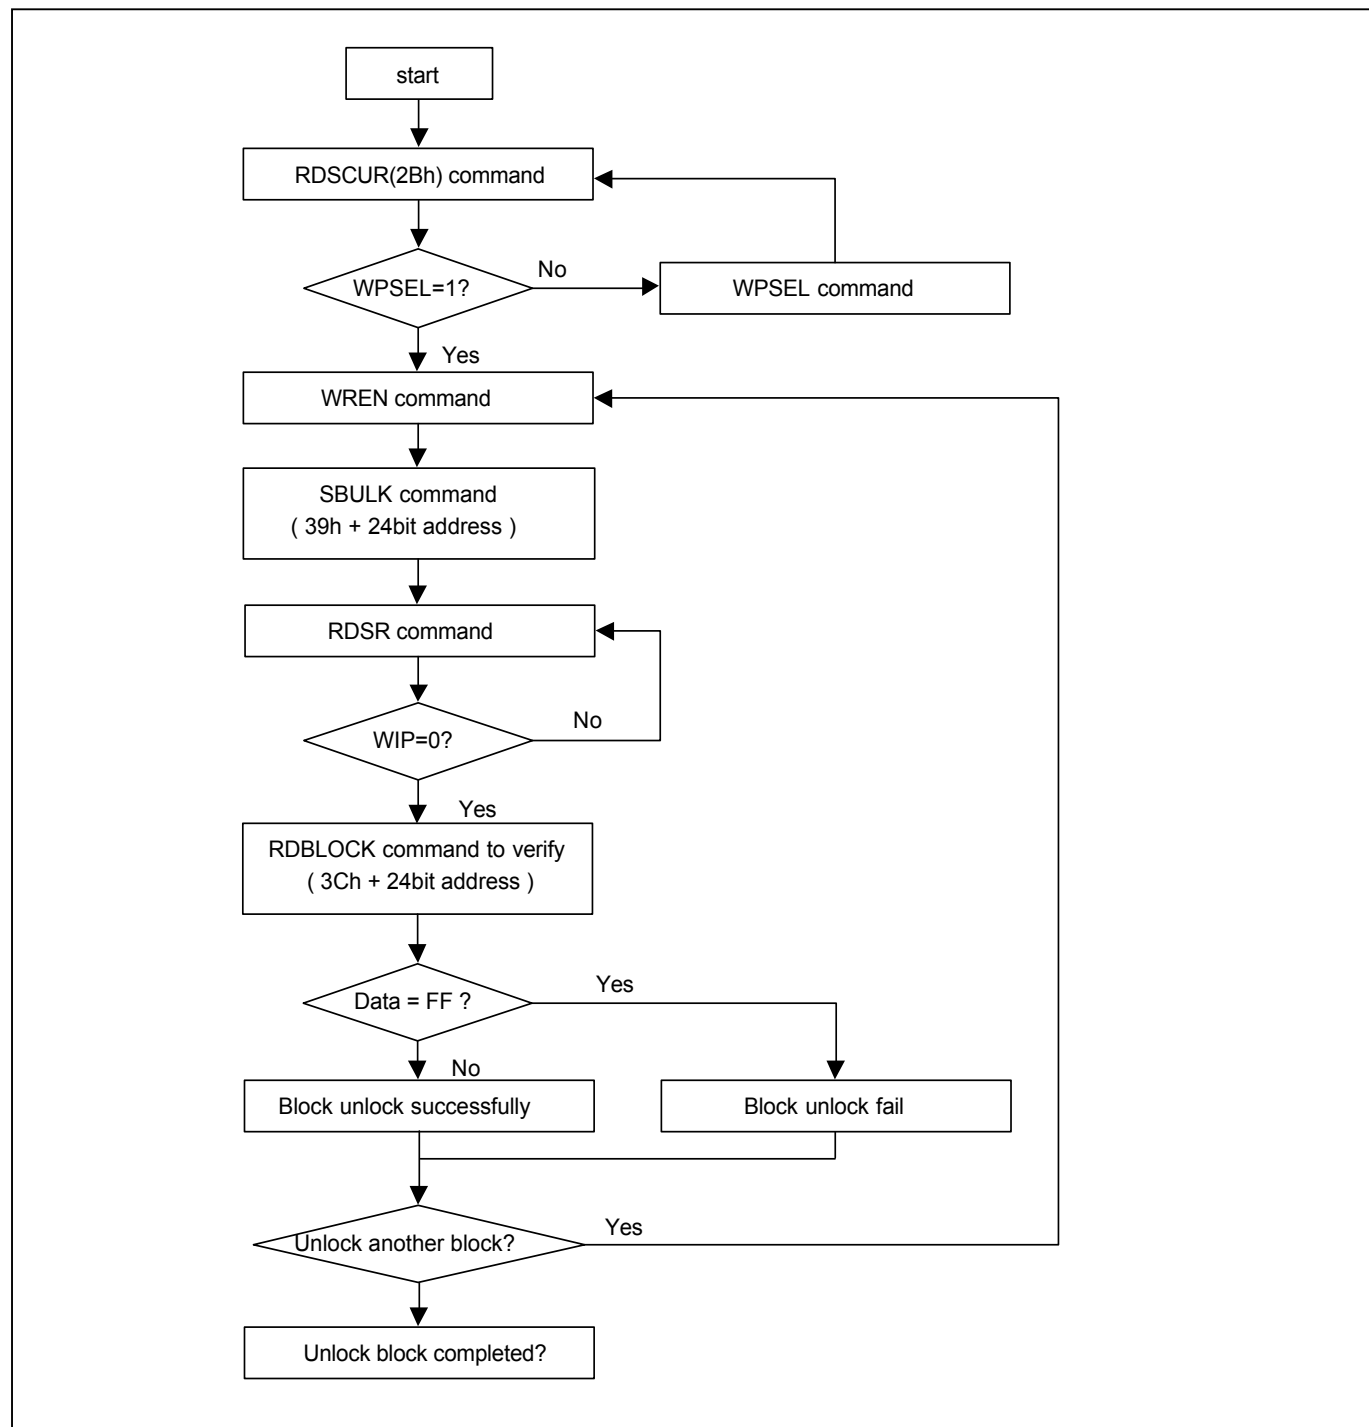 start
RDSCUR(2Bh) command
WPSEL=1?
No
WPSEL command
Yes
WREN command
SBULK command
( 39h + 24bit address )
RDSR command
WIP=0?
No
Yes
RDBLOCK command to verify
( 3Ch + 24bit address )
Data = FF ?
Yes
No
Block unlock successfully
Block unlock fail
Unlock another block?
Yes
Unlock block completed?